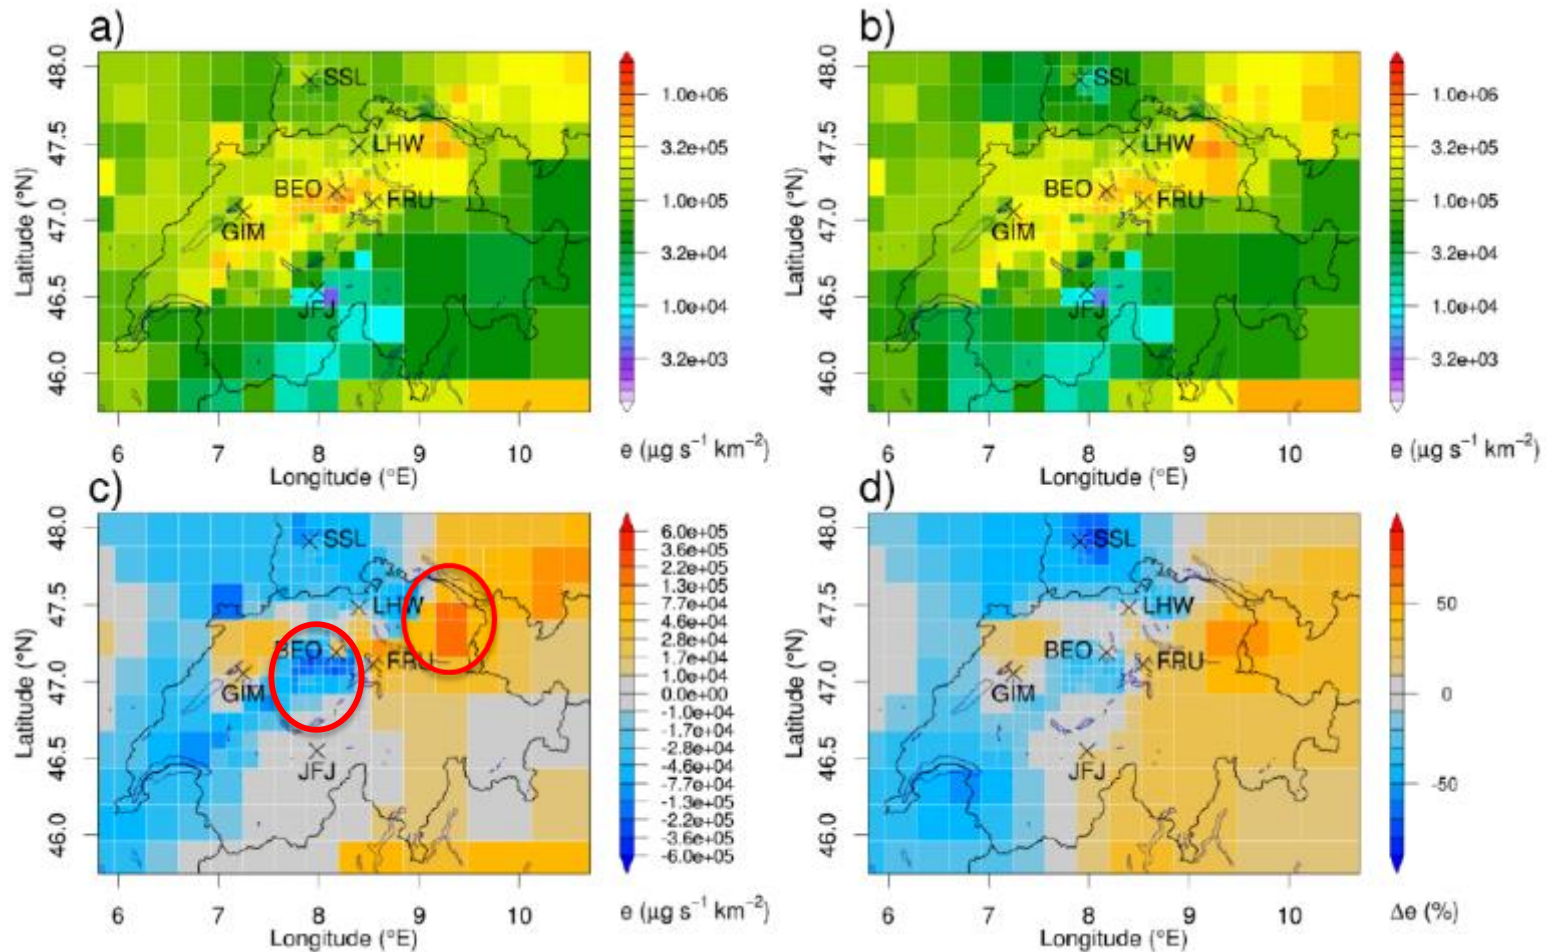 a)
SSL
LHW
BEO
FRU
GIM
JFJ
48.0
47.5
47.0
46.5
46.0
Latitude (°N)
6 7 8 9 10
Longitude (°E)
1.0e+06
3.2e+05
1.0e+05
3.2e+04
1.0e+04
3.2e+03
e (µg s⁻¹ km⁻²)
b)
SSL
LHW
BEO
FRU
GIM
JFJ
48.0
47.5
47.0
46.5
46.0
Latitude (°N)
6 7 8 9 10
Longitude (°E)
1.0e+06
3.2e+05
1.0e+05
3.2e+04
1.0e+04
3.2e+03
e (µg s⁻¹ km⁻²)
c)
SSL
LHW
BEO
FRU
GIM
JFJ
48.0
47.5
47.0
46.5
46.0
Latitude (°N)
6 7 8 9 10
Longitude (°E)
6.0e+05
3.6e+05
2.2e+05
1.3e+05
7.7e+04
4.6e+04
2.8e+04
1.7e+04
1.0e+04
0.0e+00
-1.0e+04
-1.7e+04
-2.8e+04
-4.6e+04
-7.7e+04
-1.3e+05
-2.2e+05
-3.6e+05
-6.0e+05
e (µg s⁻¹ km⁻²)
d)
SSL
LHW
BEO
FRU
GIM
JFJ
48.0
47.5
47.0
46.5
46.0
Latitude (°N)
6 7 8 9 10
Longitude (°E)
50
0
-50
Δe (%)